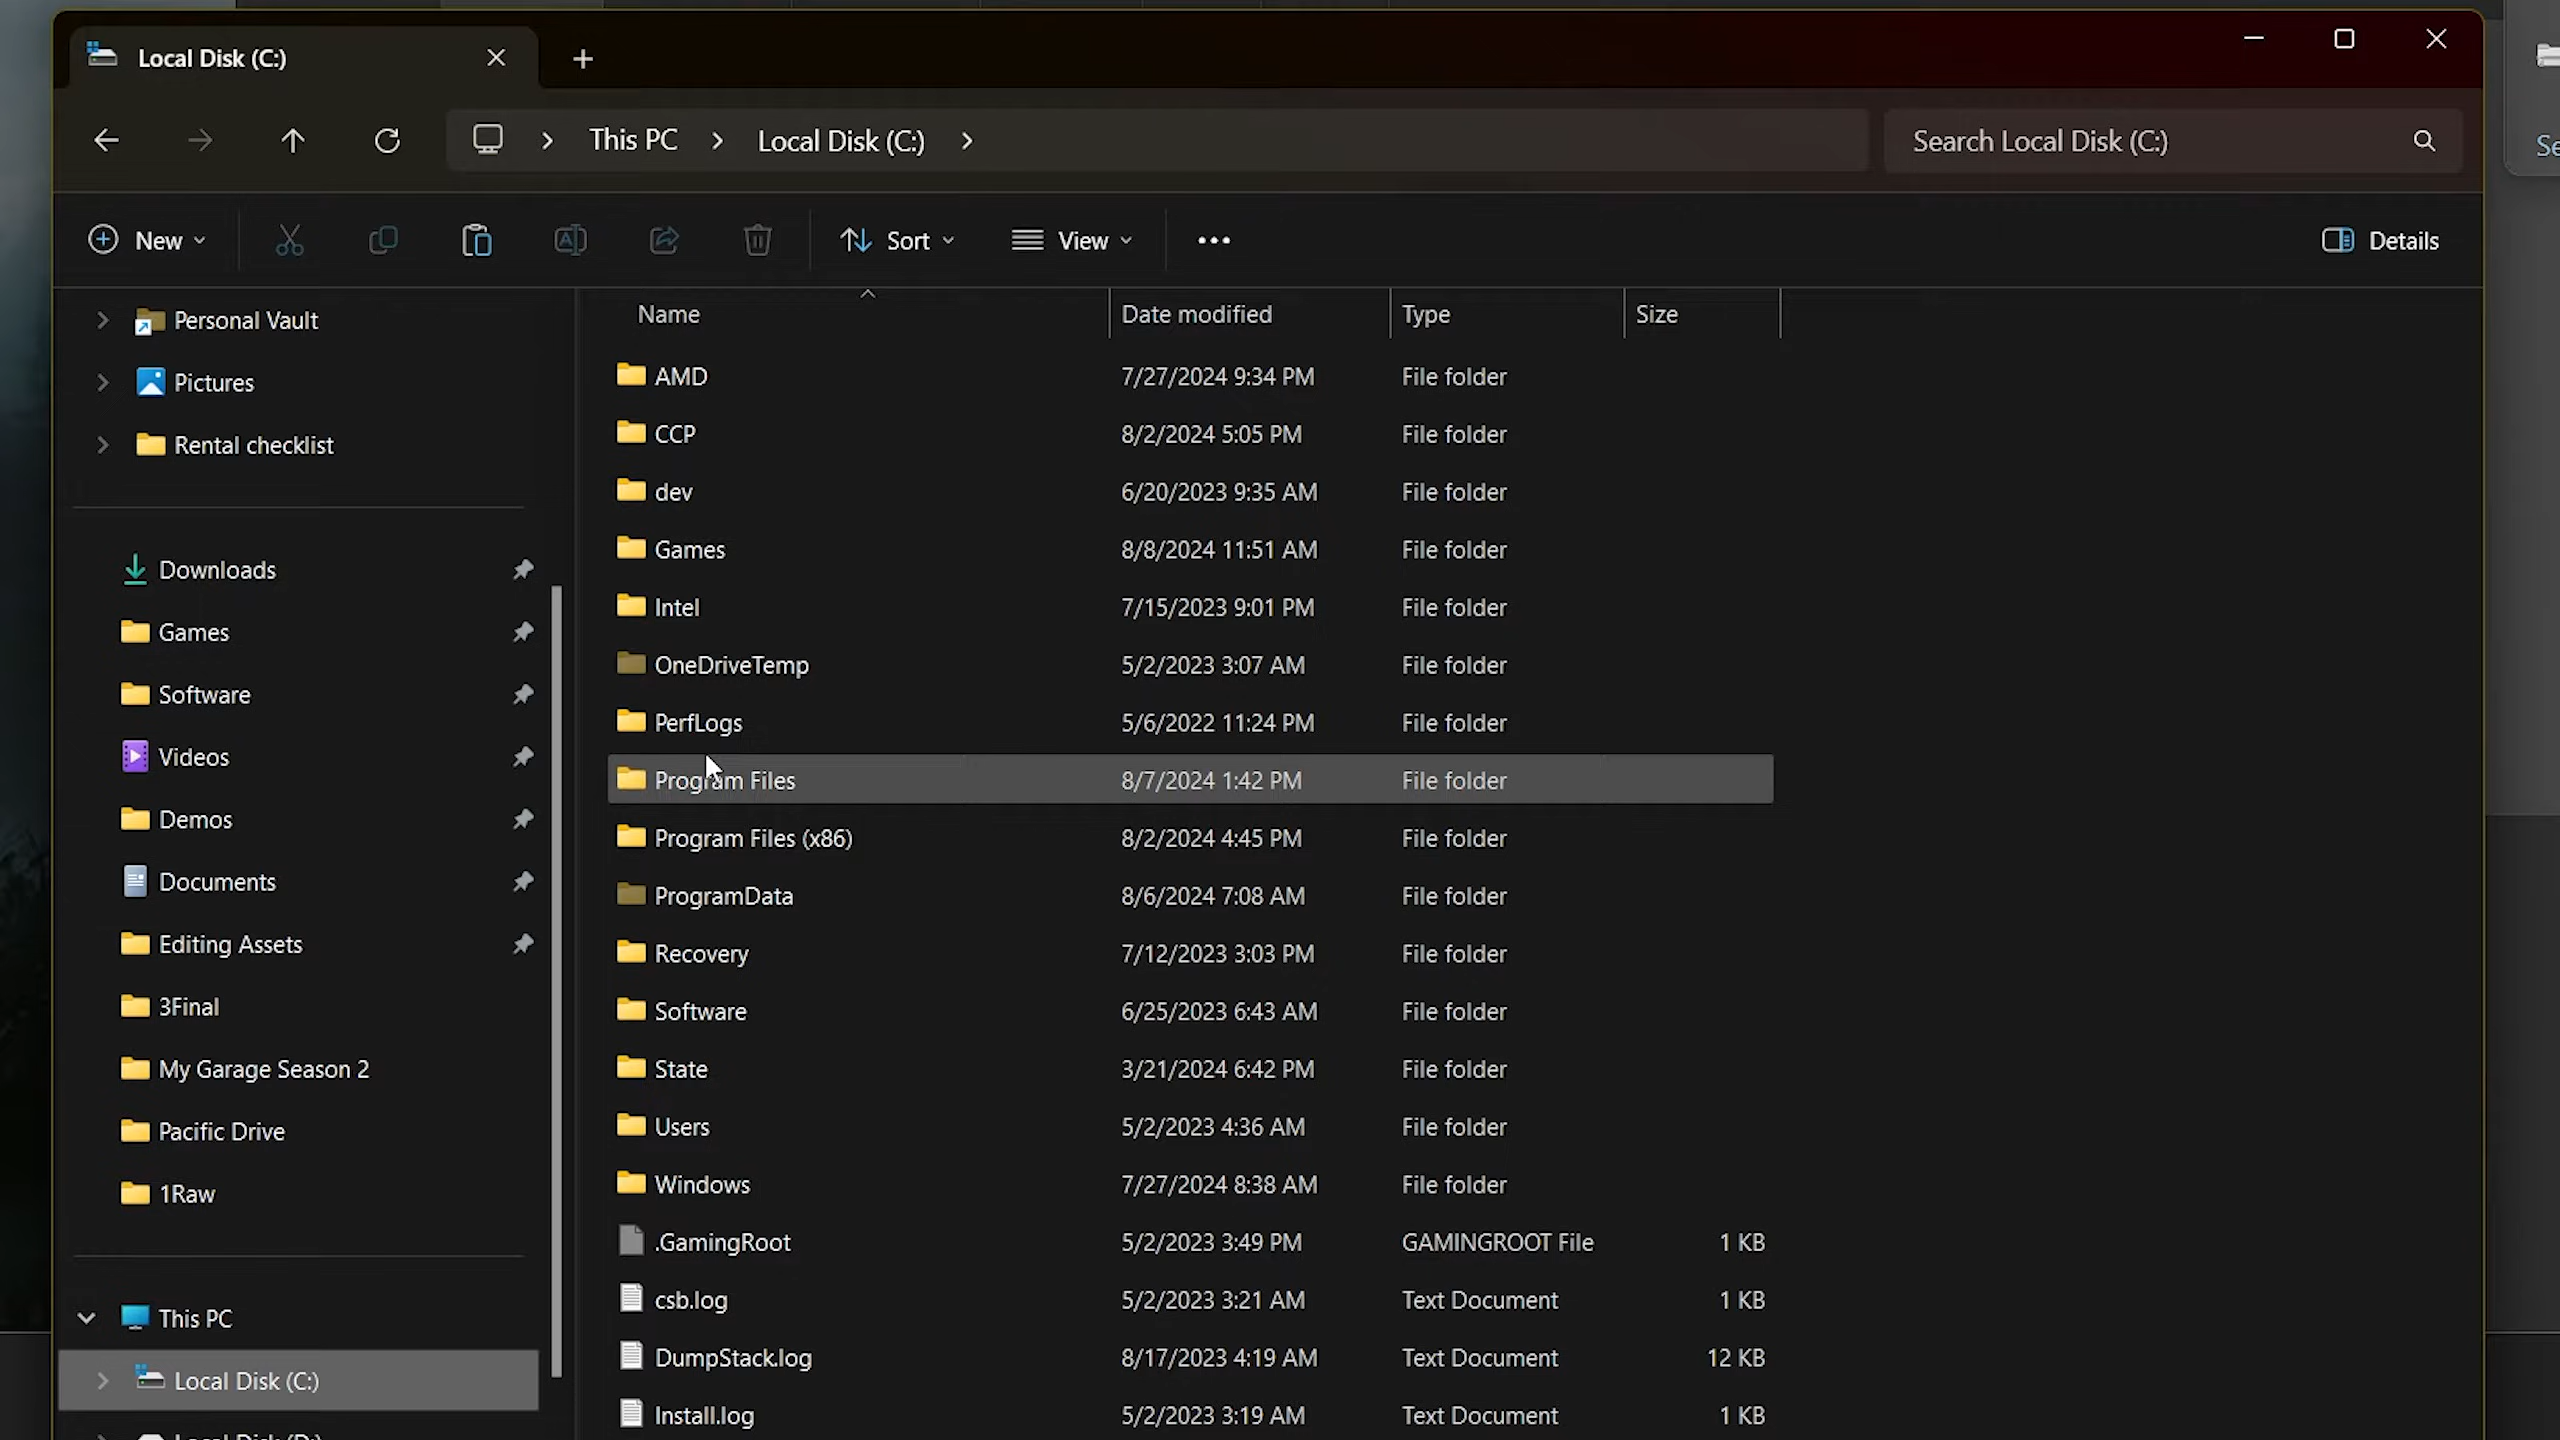 Local Disk (C:)
This PC
Local Disk (C:)
Search Local Disk (C:)
Se
New
Sort
View
Details
Personal Vault
Pictures
Rental checklist
Downloads
Games
Software
Videos
Demos
Documents
Editing Assets
3Final
My Garage Season 2
Pacific Drive
1Raw
This PC
Local Disk (C:)
Local Disk (D:)
Name Date modified Type Size
AMD 7/27/2024 9:34 PM File folder
CCP 8/2/2024 5:05 PM File folder
dev 6/20/2023 9:35 AM File folder
Games 8/8/2024 11:51 AM File folder
Intel 7/15/2023 9:01 PM File folder
OneDriveTemp 5/2/2023 3:07 AM File folder
PerfLogs 5/6/2022 11:24 PM File folder
Program Files 8/7/2024 1:42 PM File folder
Program Files (x86) 8/2/2024 4:45 PM File folder
ProgramData 8/6/2024 7:08 AM File folder
Recovery 7/12/2023 3:03 PM File folder
Software 6/25/2023 6:43 AM File folder
State 3/21/2024 6:42 PM File folder
Users 5/2/2023 4:36 AM File folder
Windows 7/27/2024 8:38 AM File folder
.GamingRoot 5/2/2023 3:49 PM GAMINGROOT File 1 KB
csb.log 5/2/2023 3:21 AM Text Document 1 KB
DumpStack.log 8/17/2023 4:19 AM Text Document 12 KB
Install.log 5/2/2023 3:19 AM Text Document 1 KB